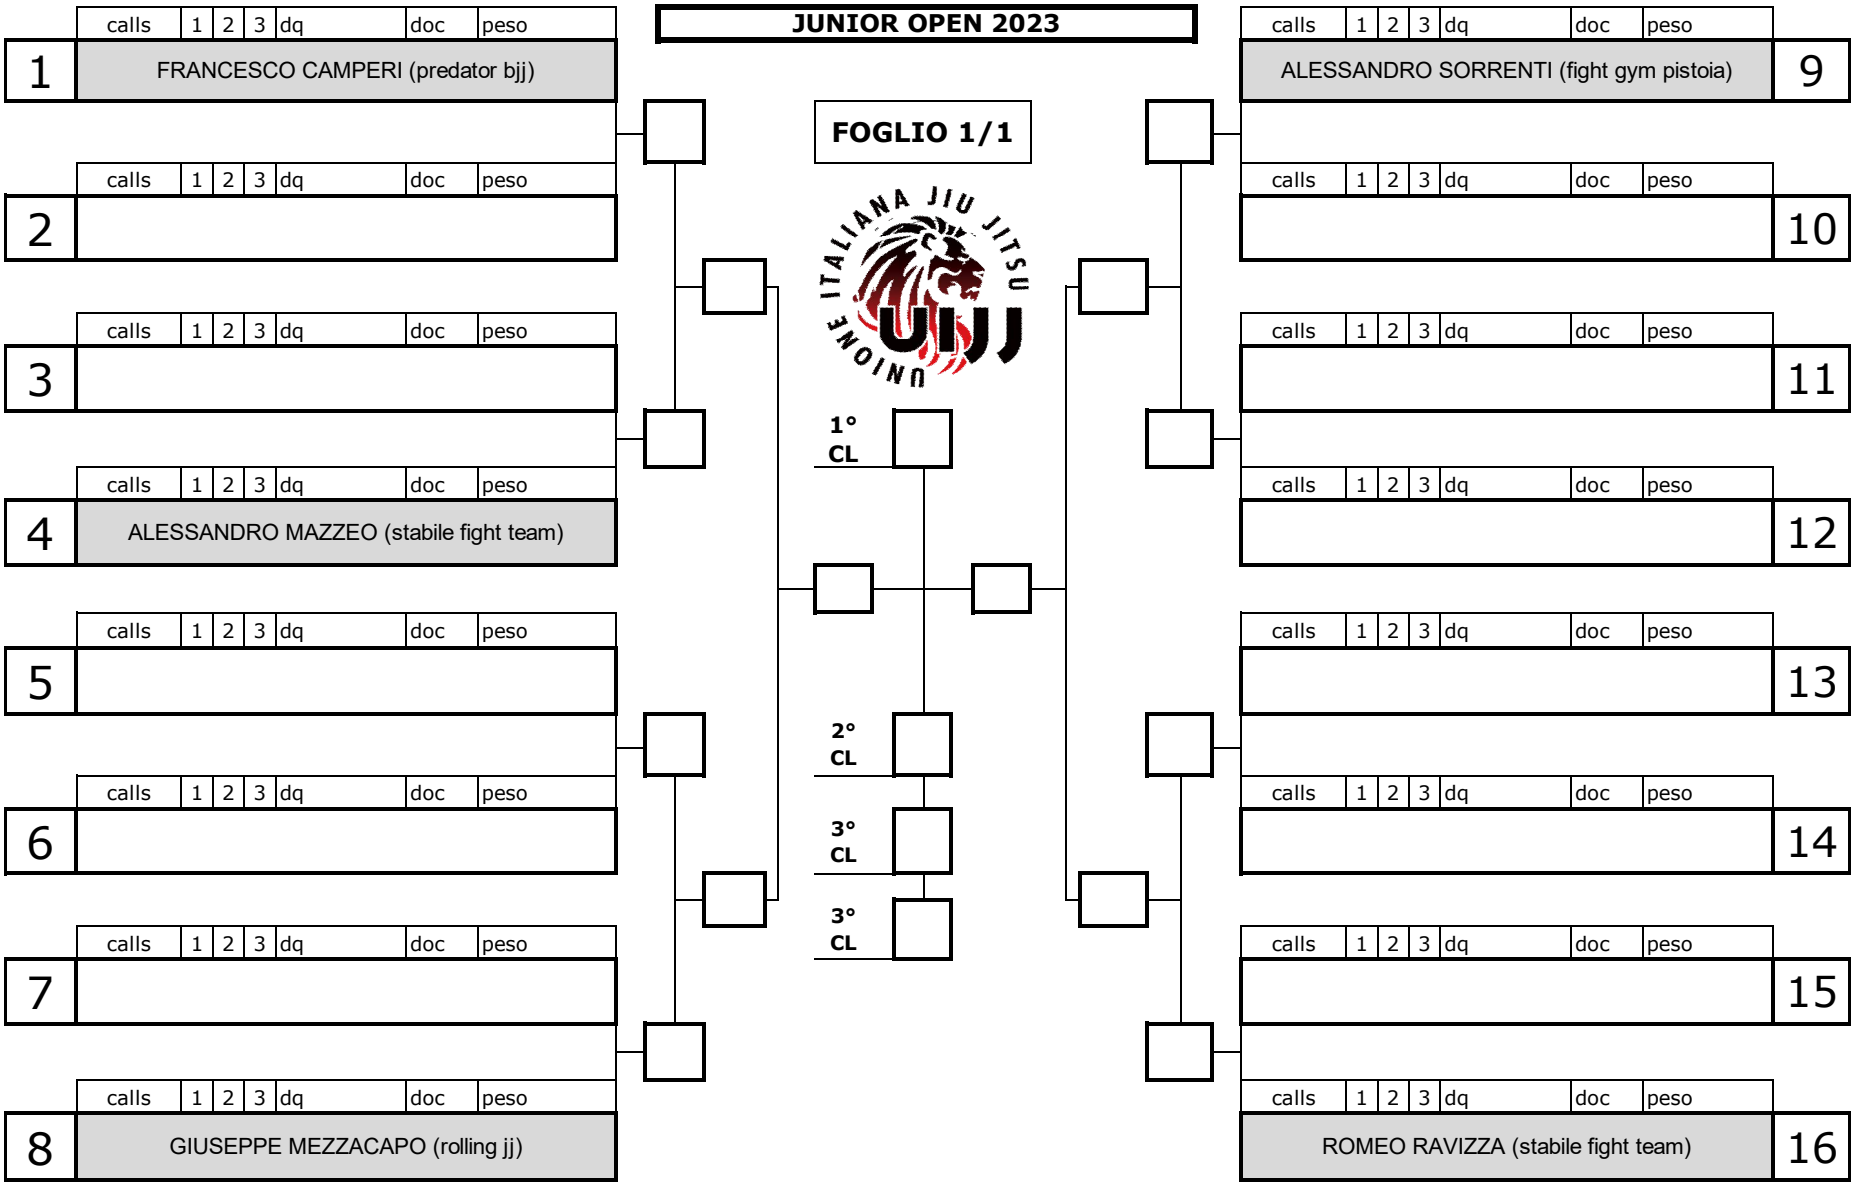 JUNIOR OPEN 2023
FOGLIO 1/1
UNIONE ITALIANA JIU JITSU
UIJJ
calls 1 2 3 dq doc peso
1 FRANCESCO CAMPERI (predator bjj)
calls 1 2 3 dq doc peso
2
calls 1 2 3 dq doc peso
3
calls 1 2 3 dq doc peso
4 ALESSANDRO MAZZEO (stabile fight team)
calls 1 2 3 dq doc peso
5
calls 1 2 3 dq doc peso
6
calls 1 2 3 dq doc peso
7
calls 1 2 3 dq doc peso
8 GIUSEPPE MEZZACAPO (rolling jj)
1°
CL
2°
CL
3°
CL
3°
CL
calls 1 2 3 dq doc peso
ALESSANDRO SORRENTI (fight gym pistoia) 9
calls 1 2 3 dq doc peso
10
calls 1 2 3 dq doc peso
11
calls 1 2 3 dq doc peso
12
calls 1 2 3 dq doc peso
13
calls 1 2 3 dq doc peso
14
calls 1 2 3 dq doc peso
15
calls 1 2 3 dq doc peso
ROMEO RAVIZZA (stabile fight team) 16